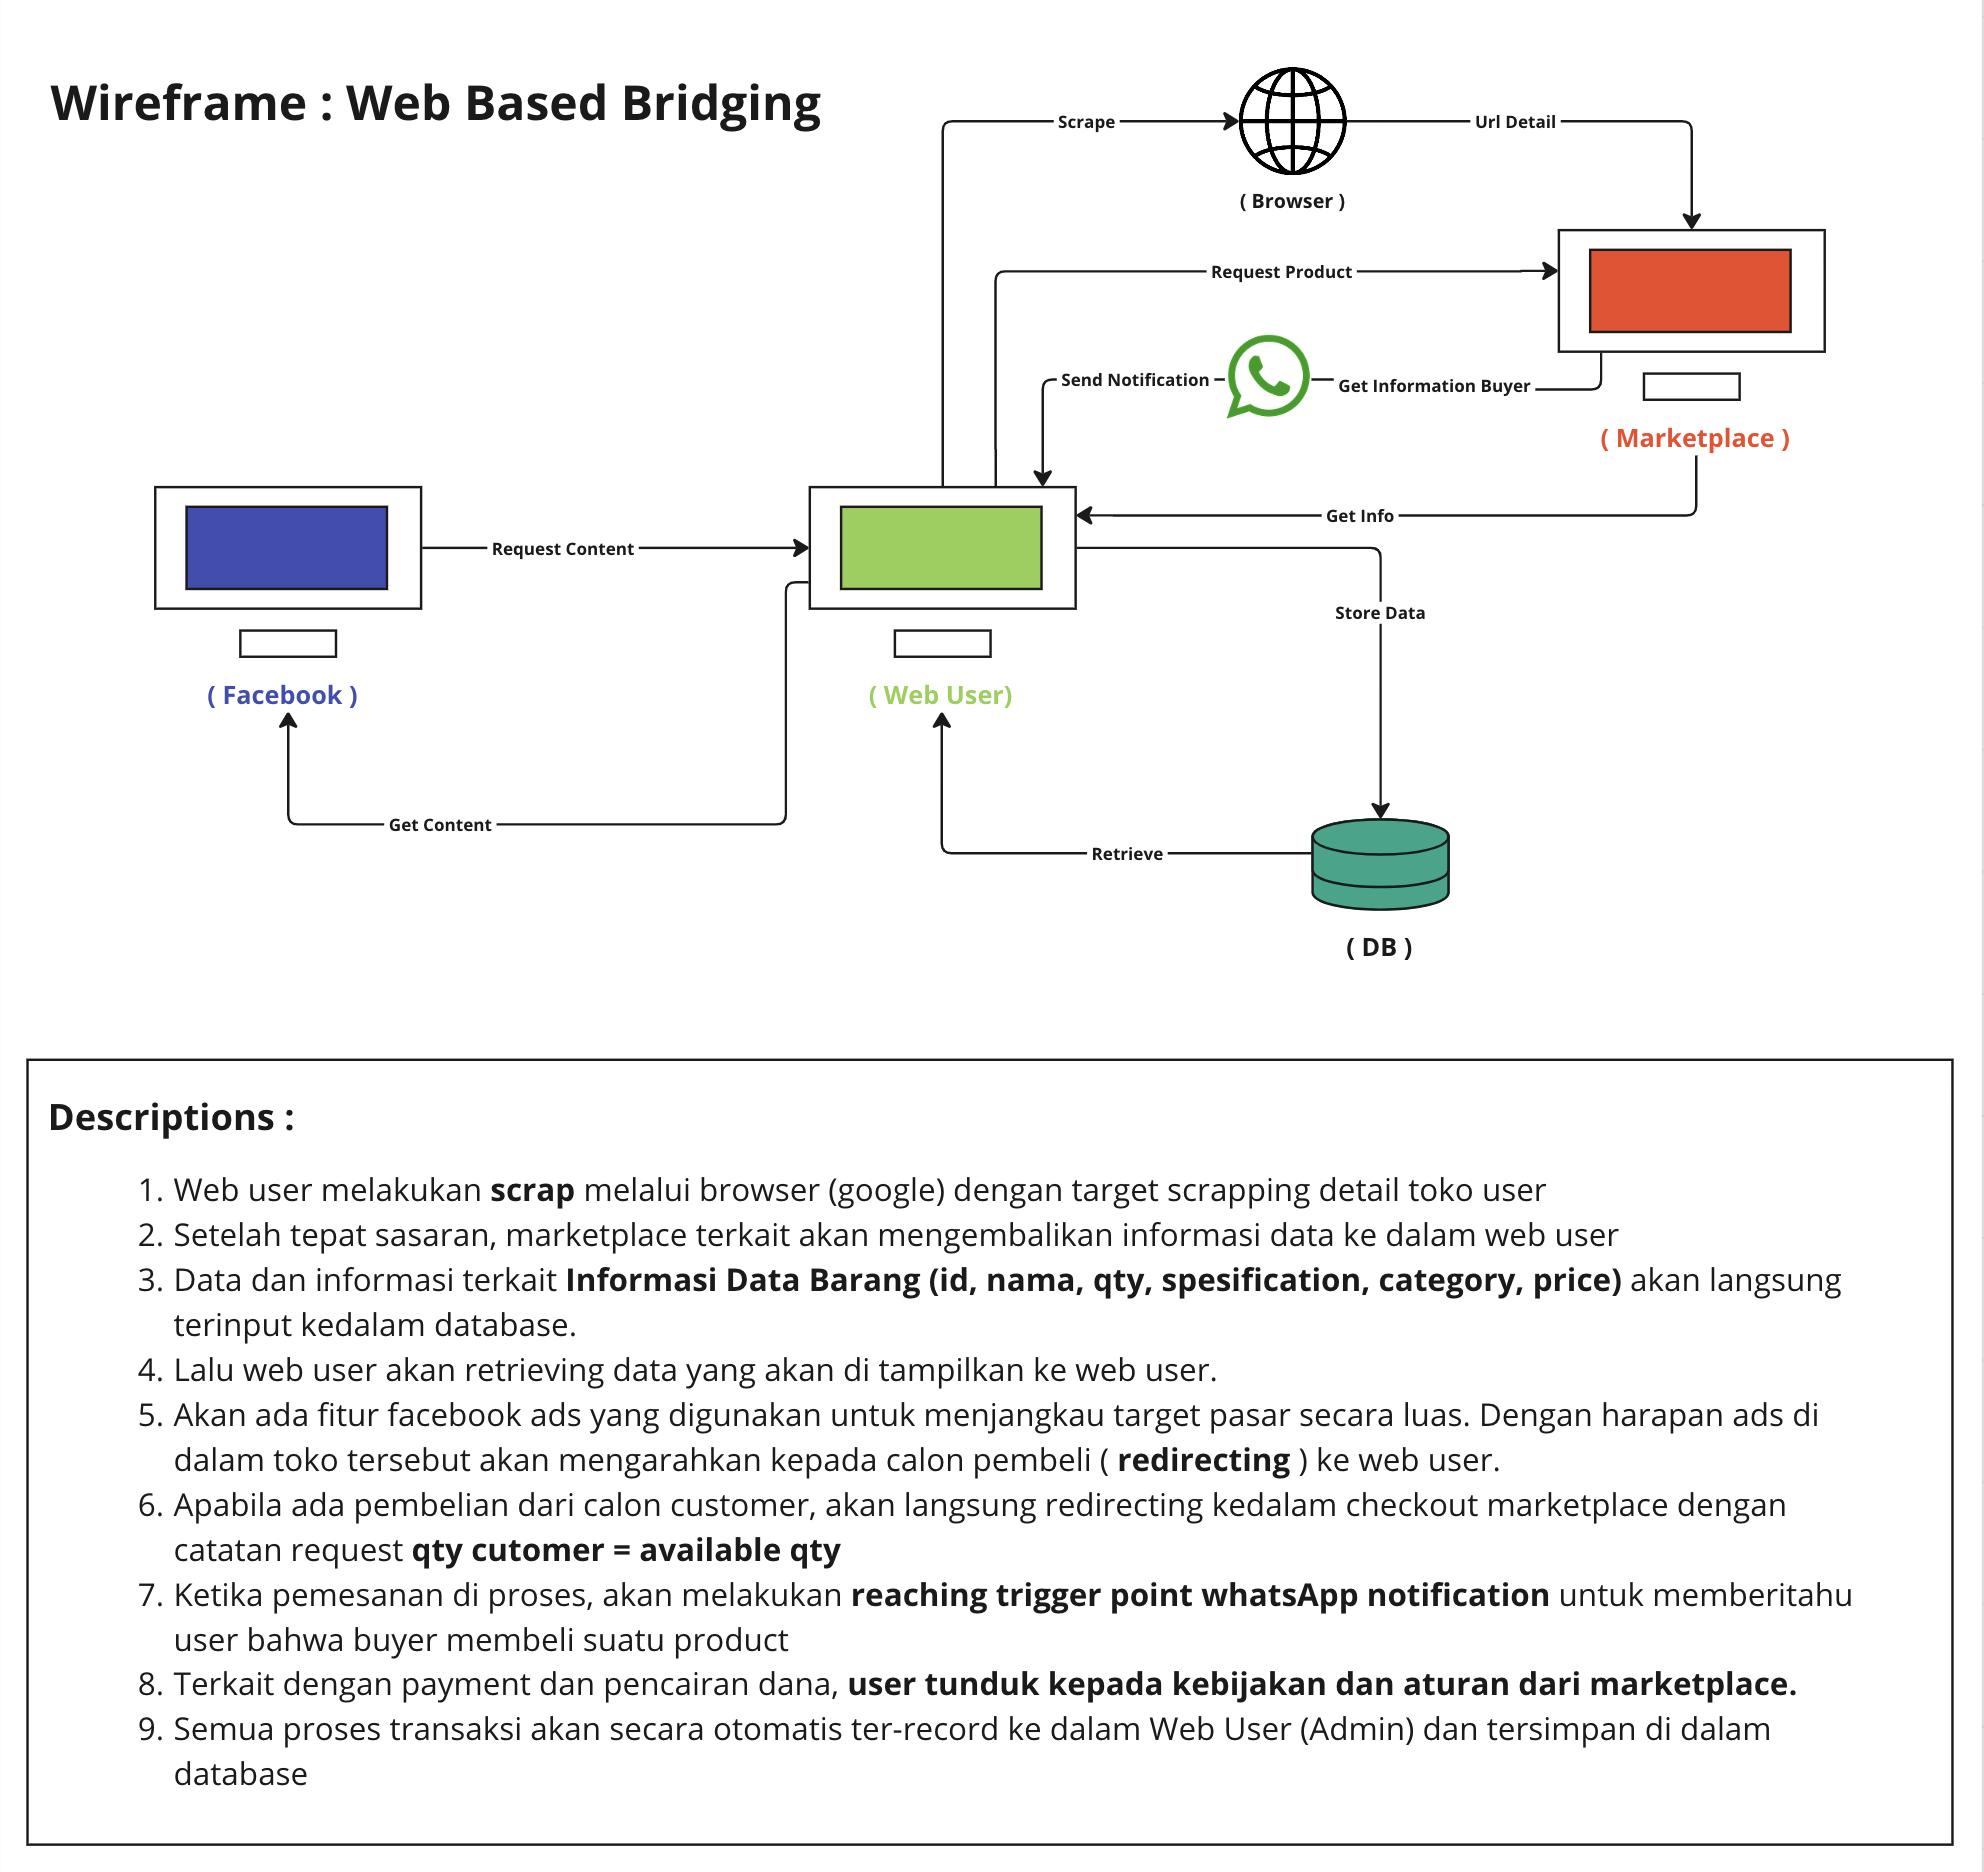 Wireframe : Web Based Bridging
Scrape
Url Detail
( Browser )
Request Product
Send Notification
Get Information Buyer
( Marketplace )
Get Info
Request Content
Store Data
( Facebook )
( Web User)
Get Content
Retrieve
( DB )
Descriptions :
1. Web user melakukan scrap melalui browser (google) dengan target scrapping detail toko user
2. Setelah tepat sasaran, marketplace terkait akan mengembalikan informasi data ke dalam web user
3. Data dan informasi terkait Informasi Data Barang (id, nama, qty, spesification, category, price) akan langsung
terinput kedalam database.
4. Lalu web user akan retrieving data yang akan di tampilkan ke web user.
5. Akan ada fitur facebook ads yang digunakan untuk menjangkau target pasar secara luas. Dengan harapan ads di
dalam toko tersebut akan mengarahkan kepada calon pembeli ( redirecting ) ke web user.
6. Apabila ada pembelian dari calon customer, akan langsung redirecting kedalam checkout marketplace dengan
catatan request qty cutomer = available qty
7. Ketika pemesanan di proses, akan melakukan reaching trigger point whatsApp notification untuk memberitahu
user bahwa buyer membeli suatu product
8. Terkait dengan payment dan pencairan dana, user tunduk kepada kebijakan dan aturan dari marketplace.
9. Semua proses transaksi akan secara otomatis ter-record ke dalam Web User (Admin) dan tersimpan di dalam
database